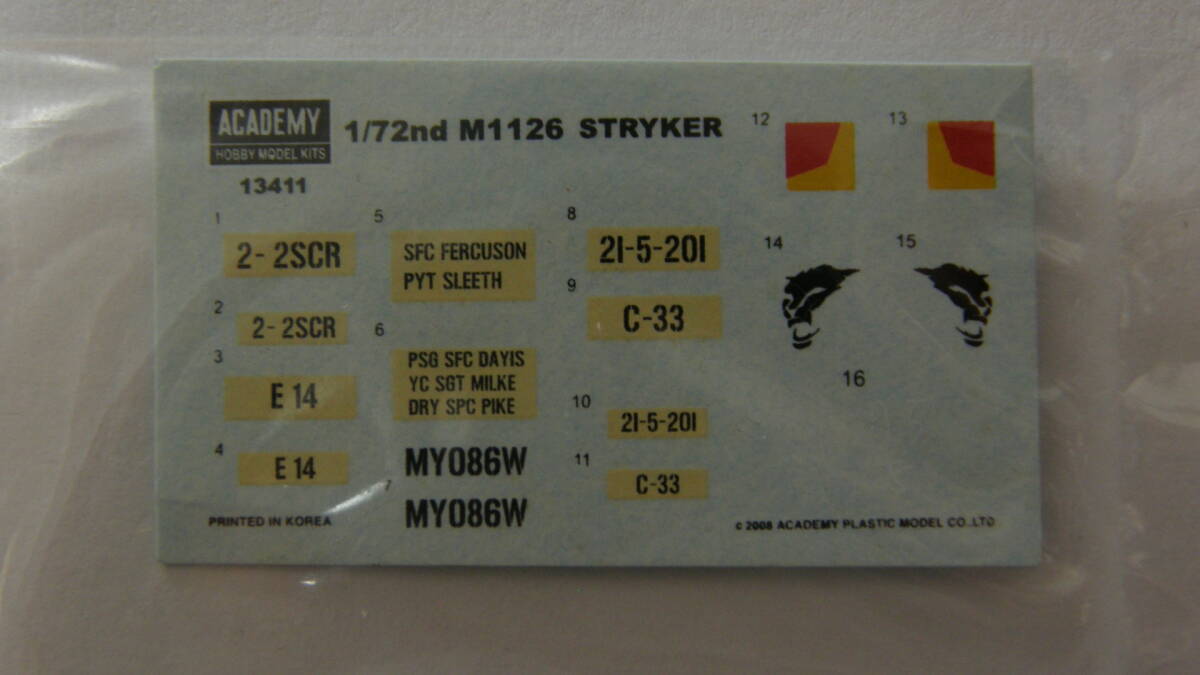 ACADEMY
HOBBY MODEL KITS
1/72nd M1126 STRYKER
13411
1
2-2SCR
2
2-2SCR
3
E 14
4
E 14
PRINTED IN KOREA
5
SFC FERCUSON
PYT SLEETH
6
PSG SFC DAYIS
YC SGT MILKE
DRY SPC PIKE
7
MY086W
MY086W
8
21-5-201
9
C-33
10
21-5-201
11
C-33
12
13
14
15
16
© 2008 ACADEMY PLASTIC MODEL CO.,LTD